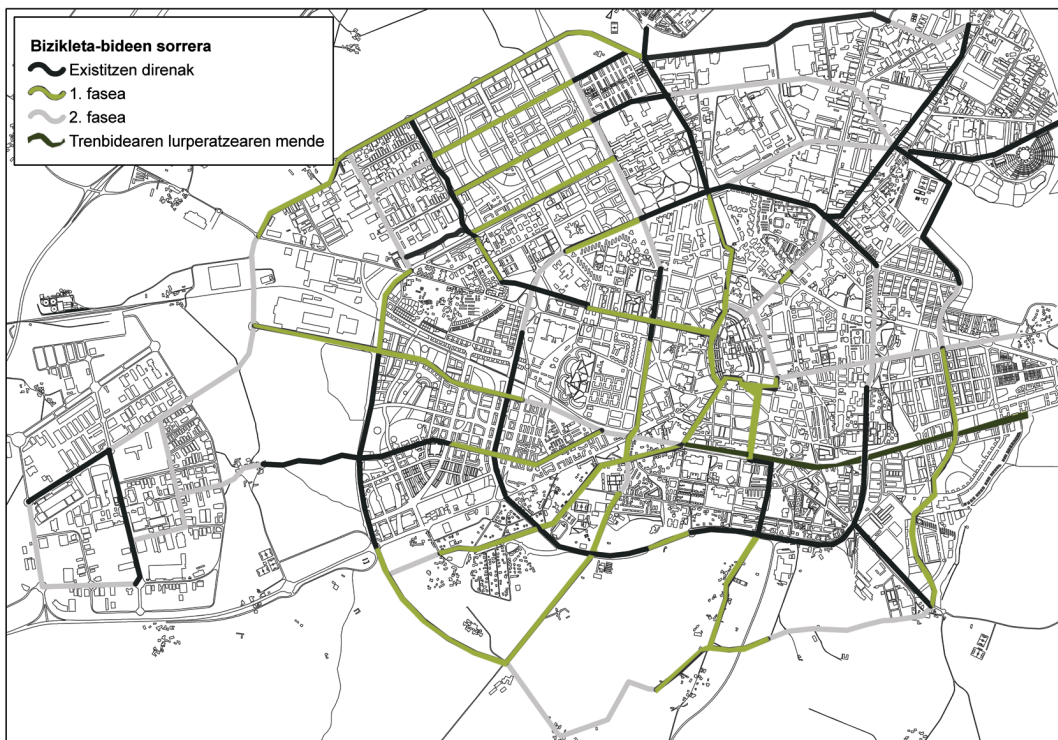 Bizikleta-bideen sorrera
Existitzen direnak
1. fasea
2. fasea
Trenbidearen lurperatzearen mende